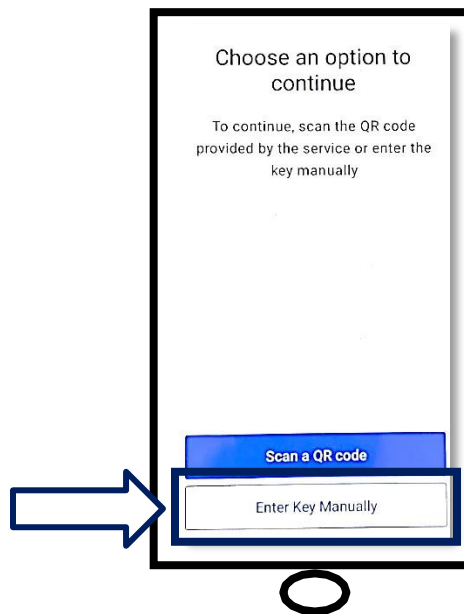 Choose an option to
continue
To continue, scan the QR code
provided by the service or enter the
key manually
Scan a QR code
Enter Key Manually